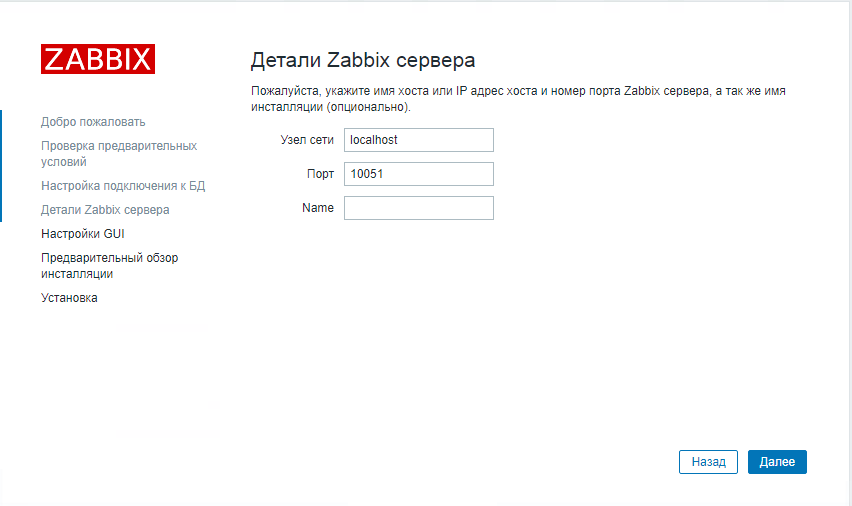 ZABBIX
Добро пожаловать
Проверка предварительных
условий
Настройка подключения к БД
Детали Zabbix сервера
Настройки GUI
Предварительный обзор
инсталляции
Установка
Детали Zabbix сервера
Пожалуйста, укажите имя хоста или IP адрес хоста и номер порта Zabbix сервера, а так же имя
инсталляции (опционально).
Узел сети localhost
Порт 10051
Name
Назад Далее